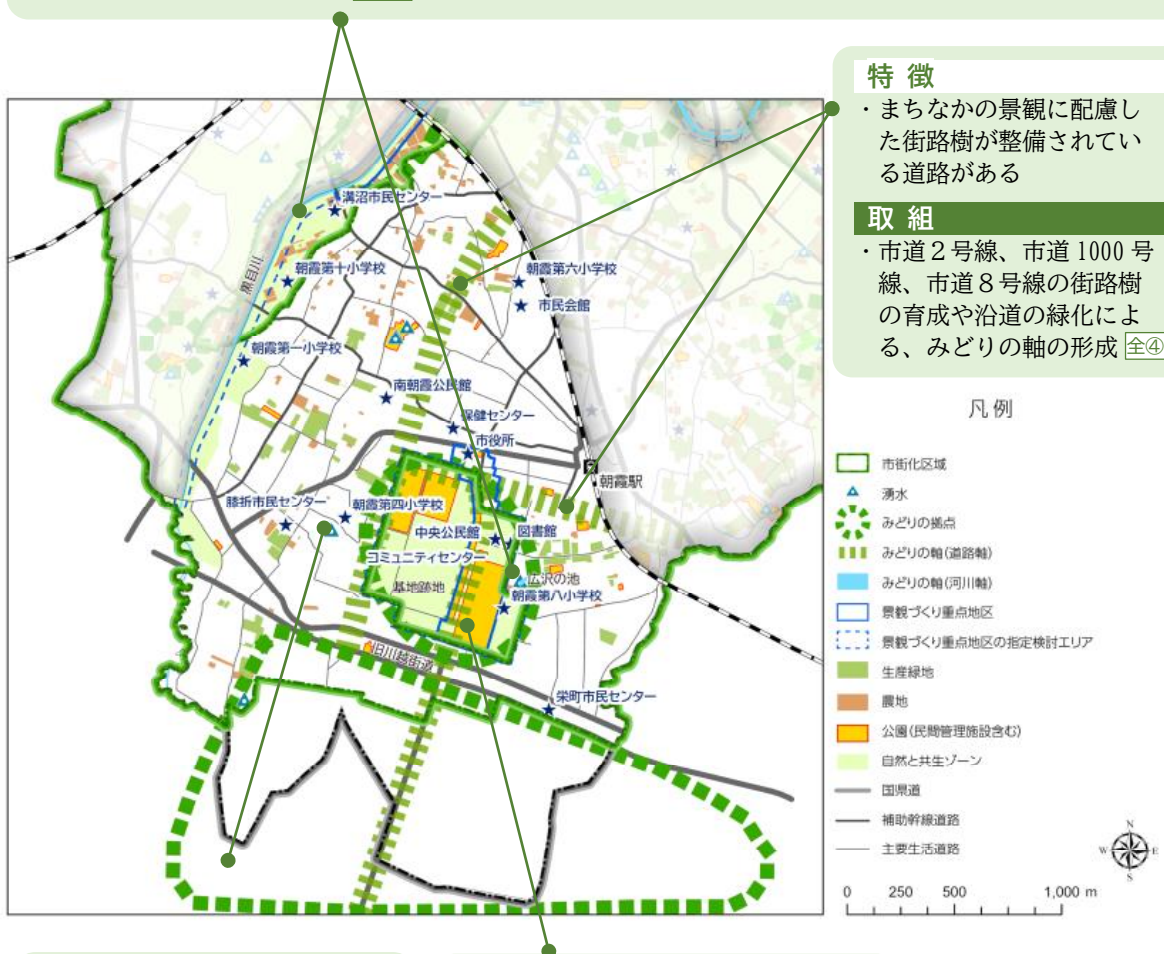 特 徴
・まちなかの景観に配慮し
た街路樹が整備されてい
る道路がある
取 組
・市道２号線、市道 1000 号
線、市道８号線の街路樹
の育成や沿道の緑化によ
る、みどりの軸の形成 全④
溝沼市民センター
黒目川
朝霞第十小学校
朝霞第六小学校
市民会館
朝霞第一小学校
南朝霞公民館
保健センター
市役所
朝霞駅
膝折市民センター
朝霞第四小学校
中央公民館
図書館
コミュニティセンター
広沢の池
基地跡地
朝霞第八小学校
旧川越街道
栄町市民センター
凡例
市街化区域
湧水
みどりの拠点
みどりの軸(道路軸)
みどりの軸(河川軸)
景観づくり重点地区
景観づくり重点地区の指定検討エリア
生産緑地
農地
公園(民間管理施設含む)
自然と共生ゾーン
国県道
補助幹線道路
主要生活道路
N
W
E
S
0 250 500 1,000 m